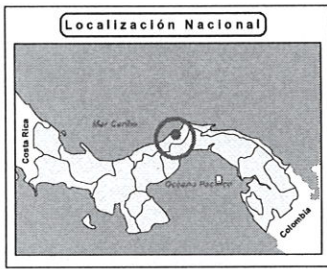 Localización Nacional
Mar Caribe
Costa Rica
Océano Pacífico
Colombia